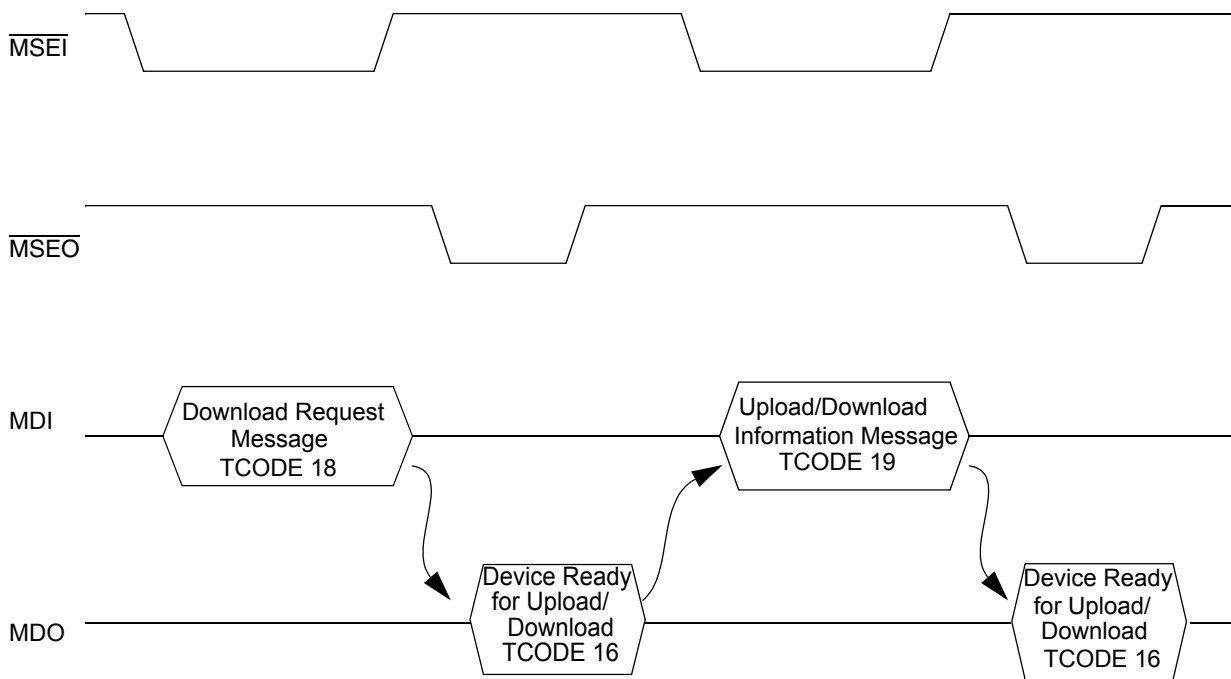 MSEI
MSEO
MDI
Download Request
Message
TCODE 18
Upload/Download
Information Message
TCODE 19
MDO
Device Ready
for Upload/
Download
TCODE 16
Device Ready
for Upload/
Download
TCODE 16